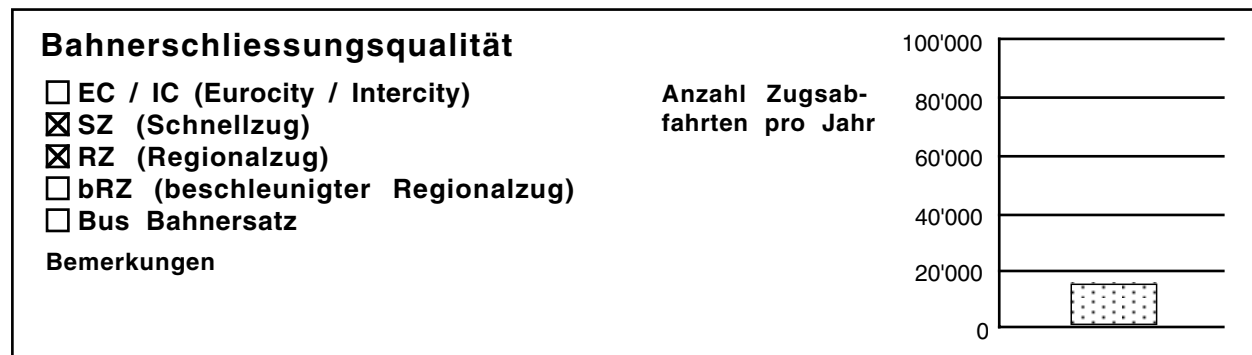 Bahnerschliessungsqualität
EC / IC (Eurocity / Intercity)
SZ (Schnellzug)
RZ (Regionalzug)
bRZ (beschleunigter Regionalzug)
Bus Bahnersatz
Bemerkungen
Anzahl Zugsab-
fahrten pro Jahr
100'000
80'000
60'000
40'000
20'000
0